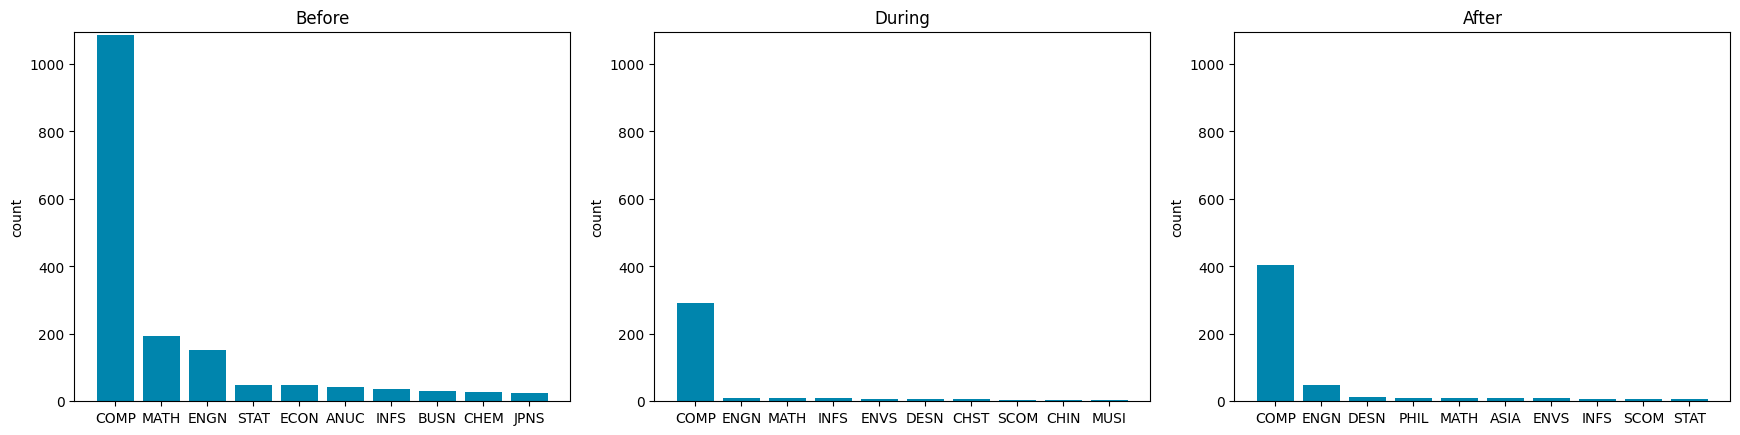 Before
1000
800
600
400
200
0
count
COMP MATH ENGN STAT ECON ANUC INFS BUSN CHEM JPNS
During
1000
800
600
400
200
0
count
COMP ENGN MATH INFS ENVS DESN CHST SCOM CHIN MUSI
After
1000
800
600
400
200
0
count
COMP ENGN DESN PHIL MATH ASIA ENVS INFS SCOM STAT